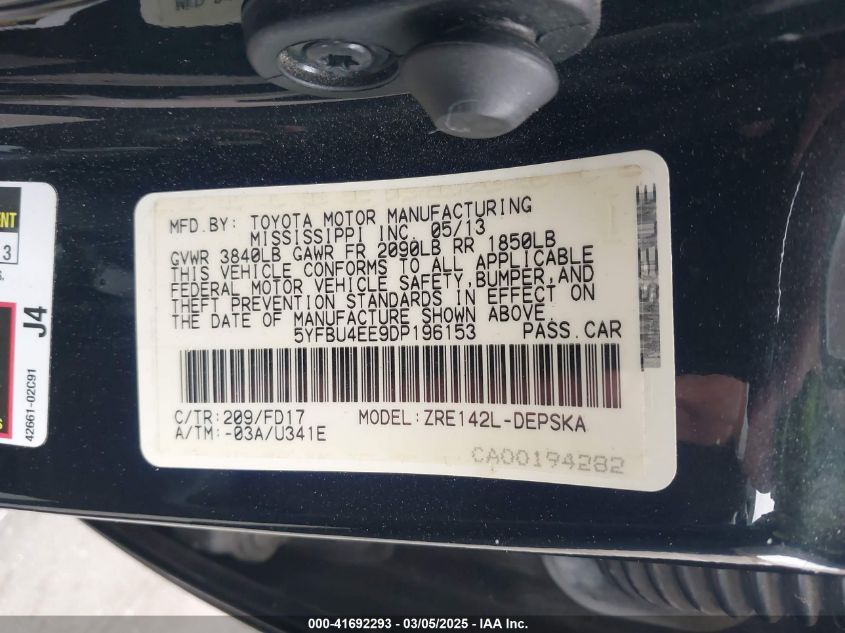 MFD.BY: TOYOTA MOTOR MANUFACTURING
MISSISSIPPI INC. 05/13
GVWR 3840LB GAWR FR 2090LB RR 1850LB
THIS VEHICLE CONFORMS TO ALL APPLICABLE
FEDERAL MOTOR VEHICLE SAFETY,BUMPER,AND
THEFT PREVENTION STANDARDS IN EFFECT ON
THE DATE OF MANUFACTURE SHOWN ABOVE.
5YFBU4EE9DP196153 PASS.CAR
C/TR:209/FD17 MODEL:ZRE142L-DEPSKA
A/TM:-03A/U341E
CA00194282
J4
42661-02C91
000-41692293 - 03/05/2025 - IAA Inc.